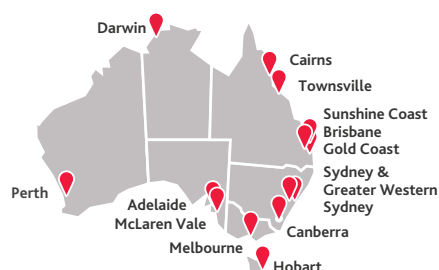 Darwin
Cairns
Townsville
Sunshine Coast
Brisbane
Gold Coast
Sydney &
Greater Western
Sydney
Perth
Adelaide
McLaren Vale
Canberra
Melbourne
Hobart